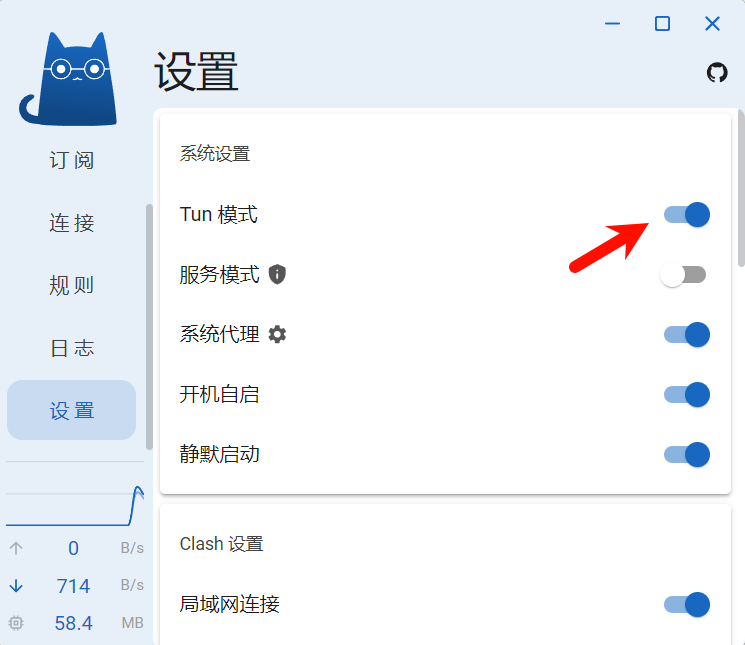 设置
订阅
连接
规则
日志
设置
0 B/s
714 B/s
58.4 MB
系统设置
Tun 模式
服务模式
系统代理
开机自启
静默启动
Clash 设置
局域网连接